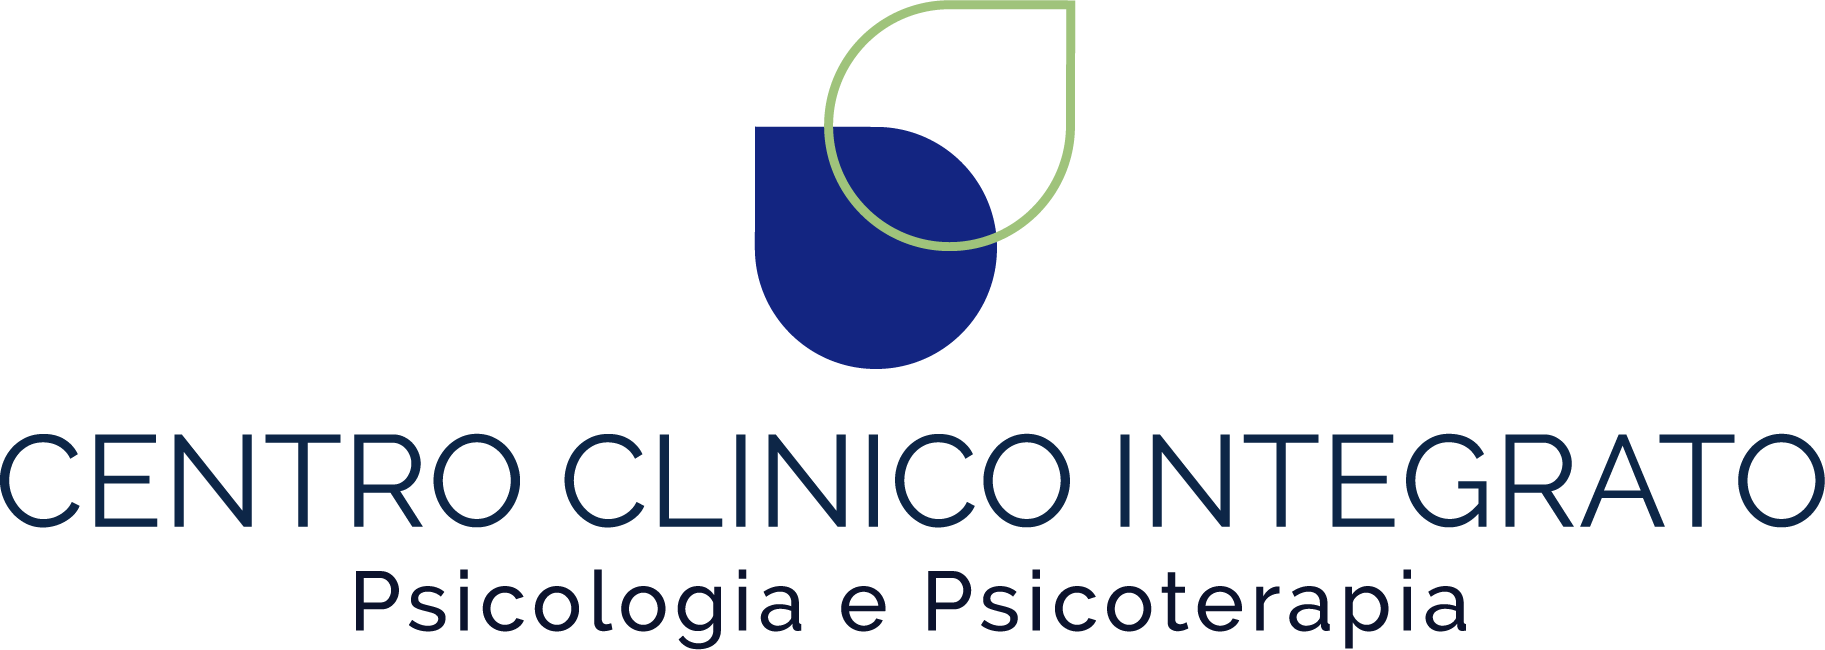 CENTRO CLINICO INTEGRATO
Psicologia e Psicoterapia